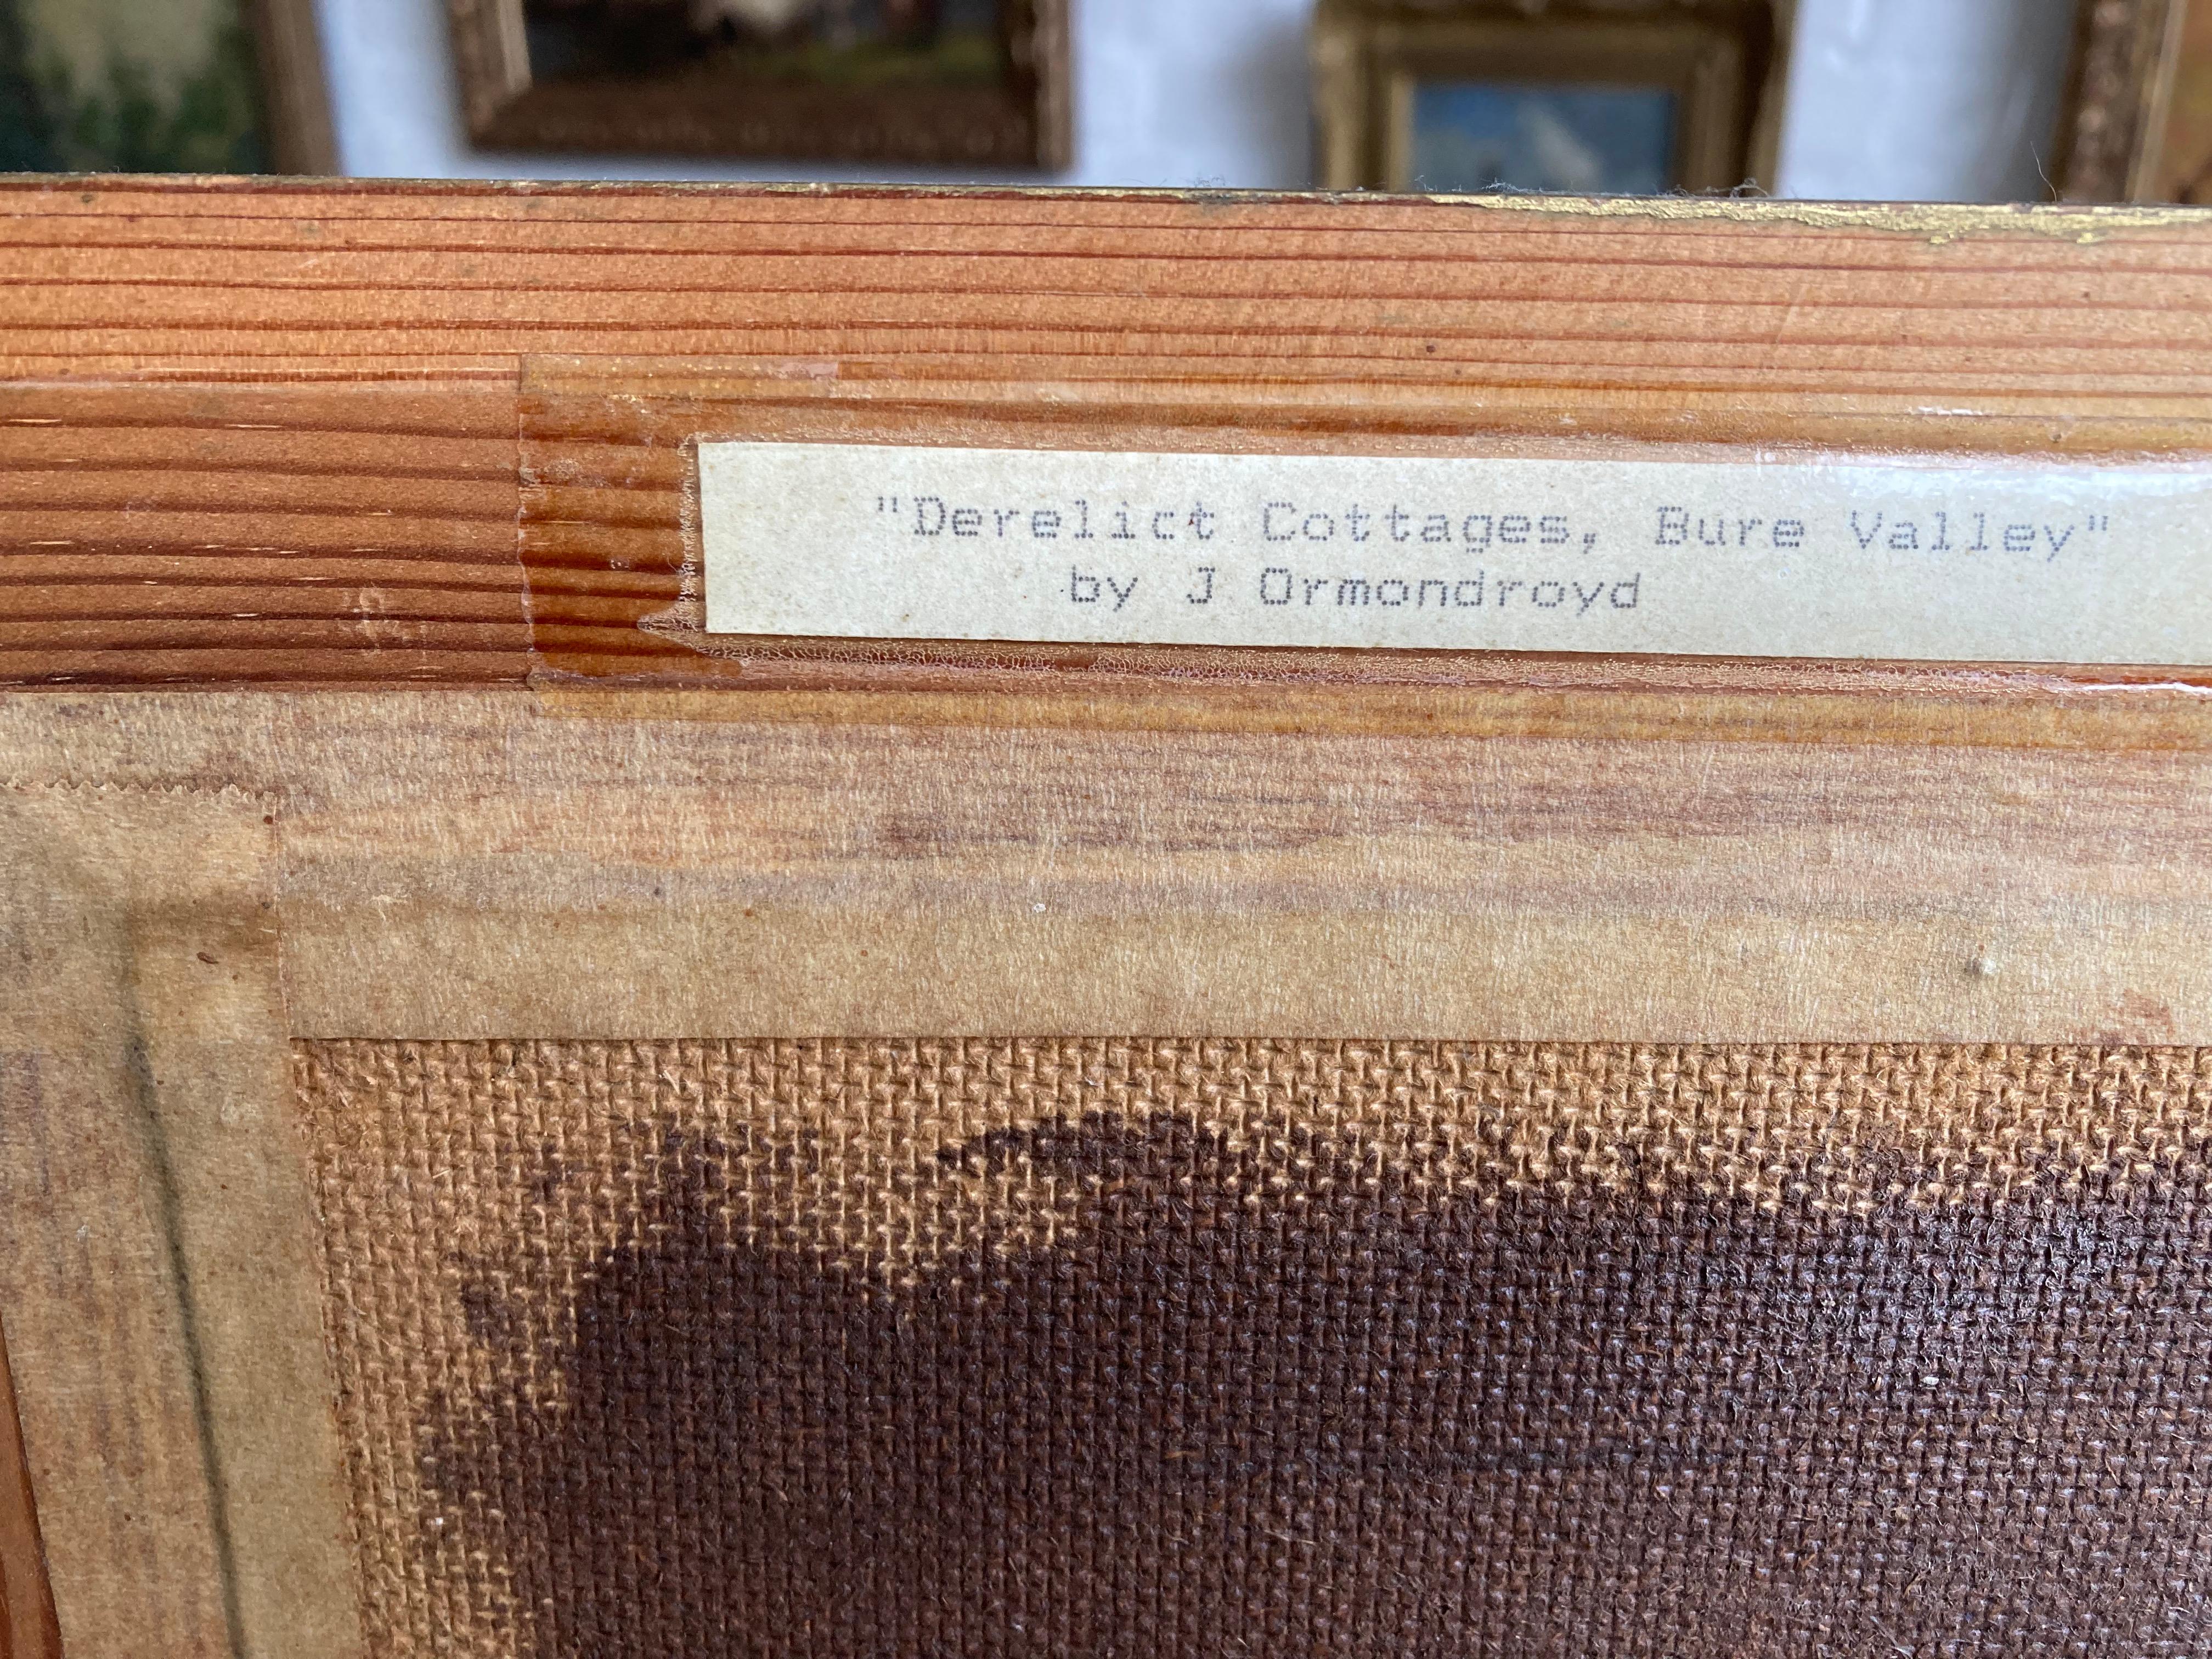 "Derelict Cottages, Bure Valley"
by J Ormondroyd